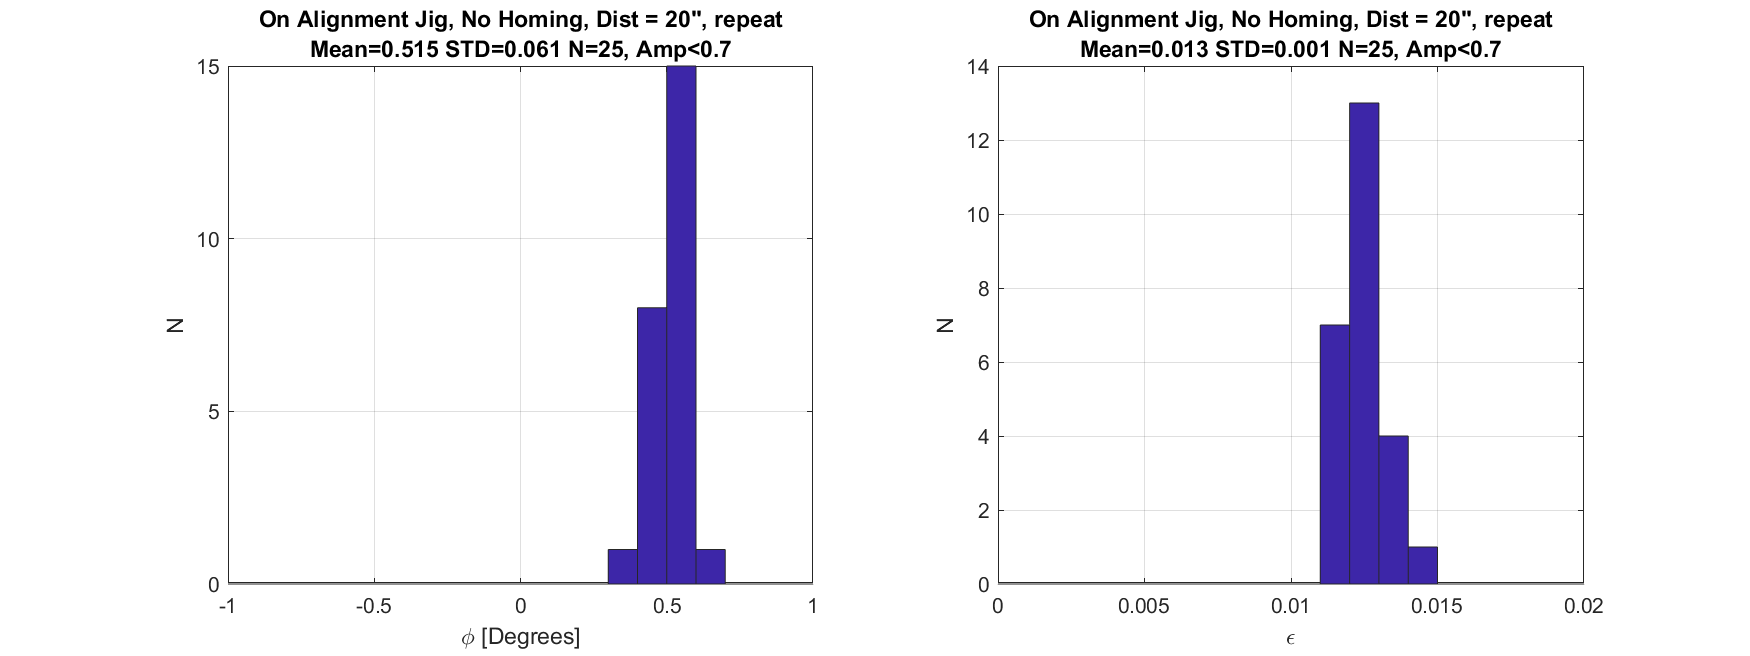 On Alignment Jig, No Homing, Dist = 20", repeat
Mean=0.515 STD=0.061 N=25, Amp<0.7
15
10
5
0
N
-1 -0.5 0 0.5 1
ϕ [Degrees]
On Alignment Jig, No Homing, Dist = 20", repeat
Mean=0.013 STD=0.001 N=25, Amp<0.7
14
12
10
8
6
4
2
0
N
0 0.005 0.01 0.015 0.02
ϵ